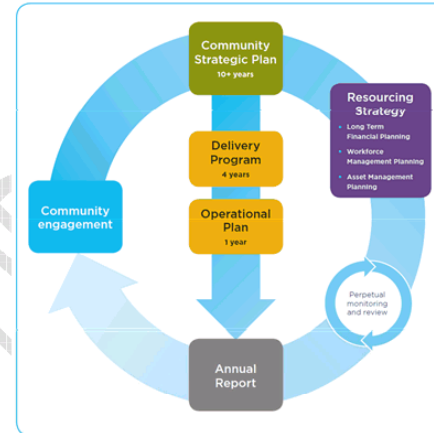 Community
Strategic Plan
10+ years
Resourcing
Strategy
• Long Term
Financial Planning
• Workforce
Management Planning
• Asset Management
Planning
Delivery
Program
4 years
Operational
Plan
1 year
Community
engagement
Perpetual
monitoring
and review
Annual
Report